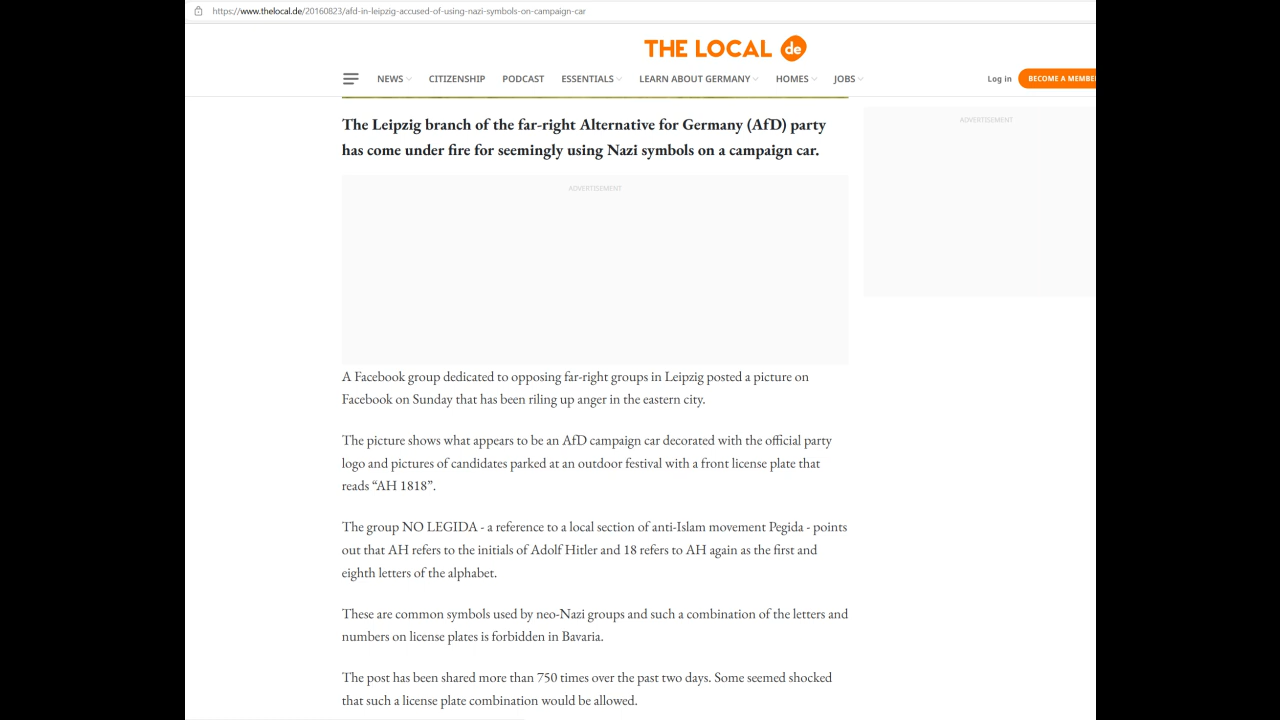 https://www.thelocal.de/20160823/afd-in-leipzig-accused-of-using-nazi-symbols-on-campaign-car
THE LOCAL de
NEWS CITIZENSHIP PODCAST ESSENTIALS LEARN ABOUT GERMANY HOMES JOBS Log in BECOME A MEMBE
The Leipzig branch of the far-right Alternative for Germany (AfD) party
has come under fire for seemingly using Nazi symbols on a campaign car.
ADVERTISEMENT
ADVERTISEMENT
A Facebook group dedicated to opposing far-right groups in Leipzig posted a picture on
Facebook on Sunday that has been riling up anger in the eastern city.
The picture shows what appears to be an AfD campaign car decorated with the official party
logo and pictures of candidates parked at an outdoor festival with a front license plate that
reads “AH 1818”.
The group NO LEGIDA - a reference to a local section of anti-Islam movement Pegida - points
out that AH refers to the initials of Adolf Hitler and 18 refers to AH again as the first and
eighth letters of the alphabet.
These are common symbols used by neo-Nazi groups and such a combination of the letters and
numbers on license plates is forbidden in Bavaria.
The post has been shared more than 750 times over the past two days. Some seemed shocked
that such a license plate combination would be allowed.